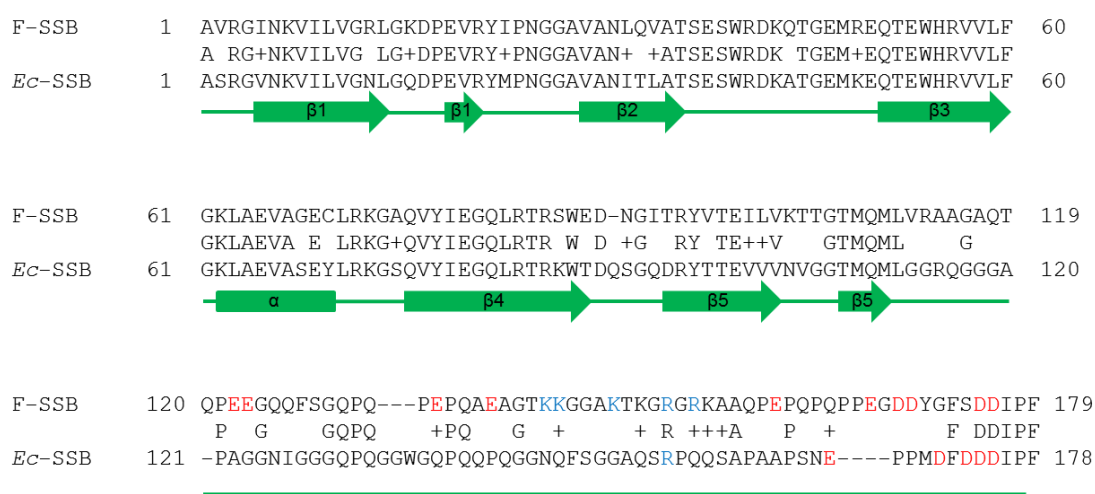 F-SSB 1 AVRGINKVILVGRLGKDPEVRYIPNGGAVANLQVATSESWRDKQTGEMREQTEWHRVVLF 60
A RG+NKVILVG LG+DPEVRY+PNGGAVAN+ +ATSESWRDK TGEM+EQTEWHRVVLF
Ec-SSB 1 ASRGVNKVILVGNLGQDPEVRYMPNGGAVANITLATSESWRDKATGEMKEQTEWHRVVLF 60
β1 β1 β2 β3
F-SSB 61 GKLAEVAGECLRKGAQVYIEGQLRTRSWED-NGITRYVTEILVKTTGTMQMLVRAAGAQT 119
GKLAEVA E LRKG+QVYIEGQLRTR W D +G RY TE++V GTMQML G
Ec-SSB 61 GKLAEVASEYLRKGSQVYIEGQLRTRKWTDQSGQDRYTTEVVVNVGGTMQMLGGRQGGGA 120
α β4 β5 β5
F-SSB 120 QPEEGQQFSGQPQ---PEPQAEAGTKKGGAKTKGRGRKAAQPEPQPQPPEGDDYGFSDDIPF 179
P G GQPQ +PQ G + + R +++A P + F DDIPF
Ec-SSB 121 -PAGGNIGGGQPQGGWGQPQQPQGGNQFSGGAQSRPQQSAPAAPSNE----PPMDFDDDIPF 178